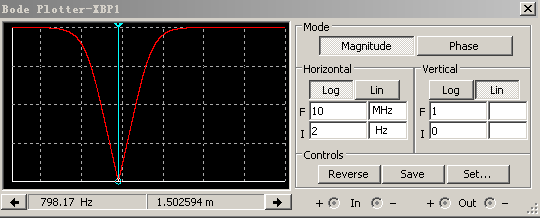 Bode Plotter-XBP1
Mode
Magnitude Phase
Horizontal Vertical
Log Lin Log Lin
F 10 MHz F 1
I 2 Hz I 0
Controls
Reverse Save Set...
798.17 Hz 1.502594 m + In - + Out -